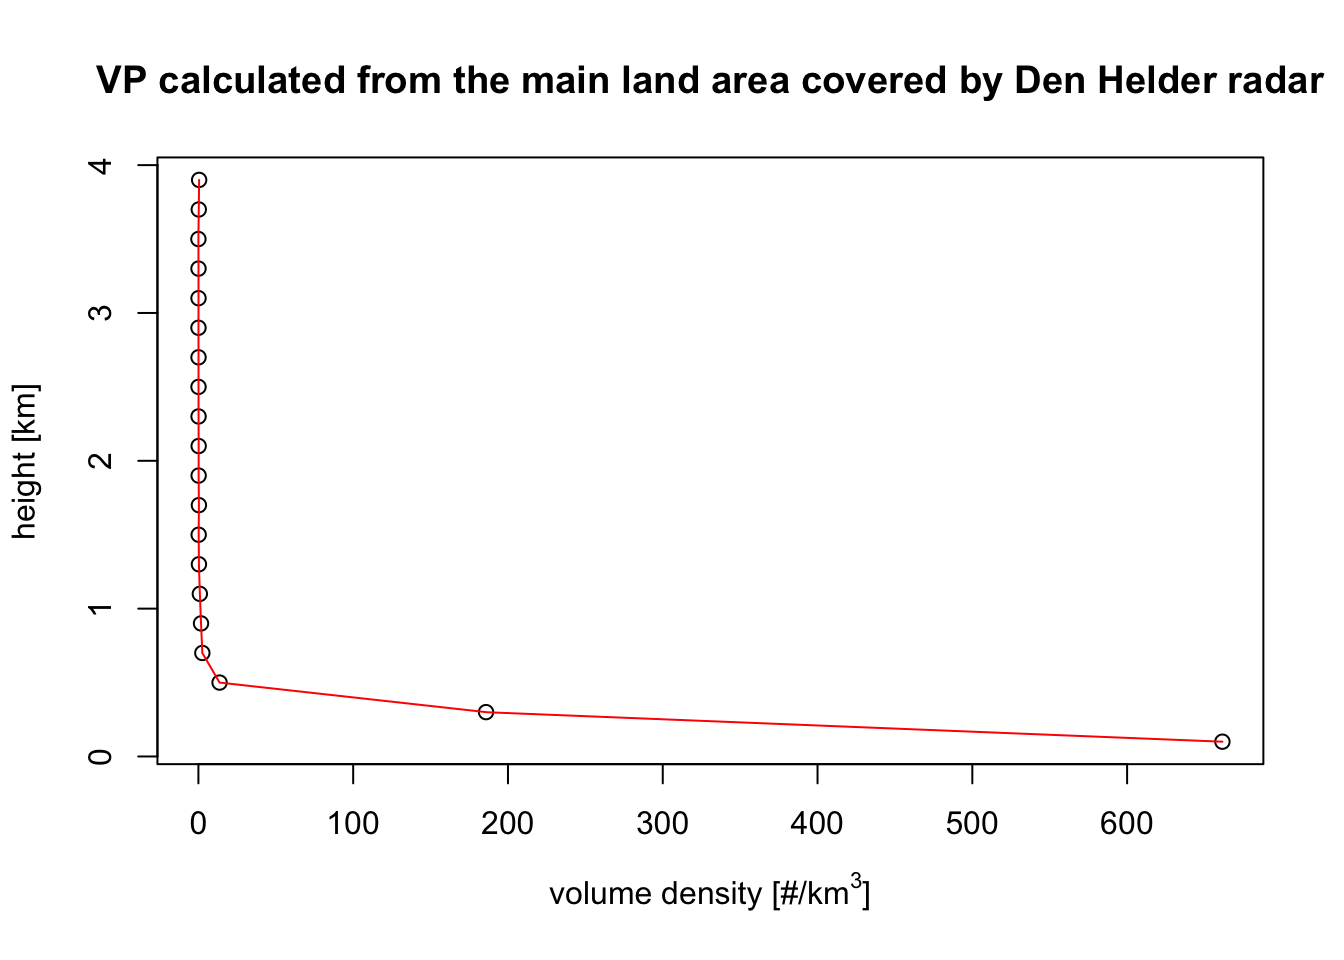 VP calculated from the main land area covered by Den Helder radar
4
3
2
1
0
height [km]
0 100 200 300 400 500 600
volume density [#/km³]